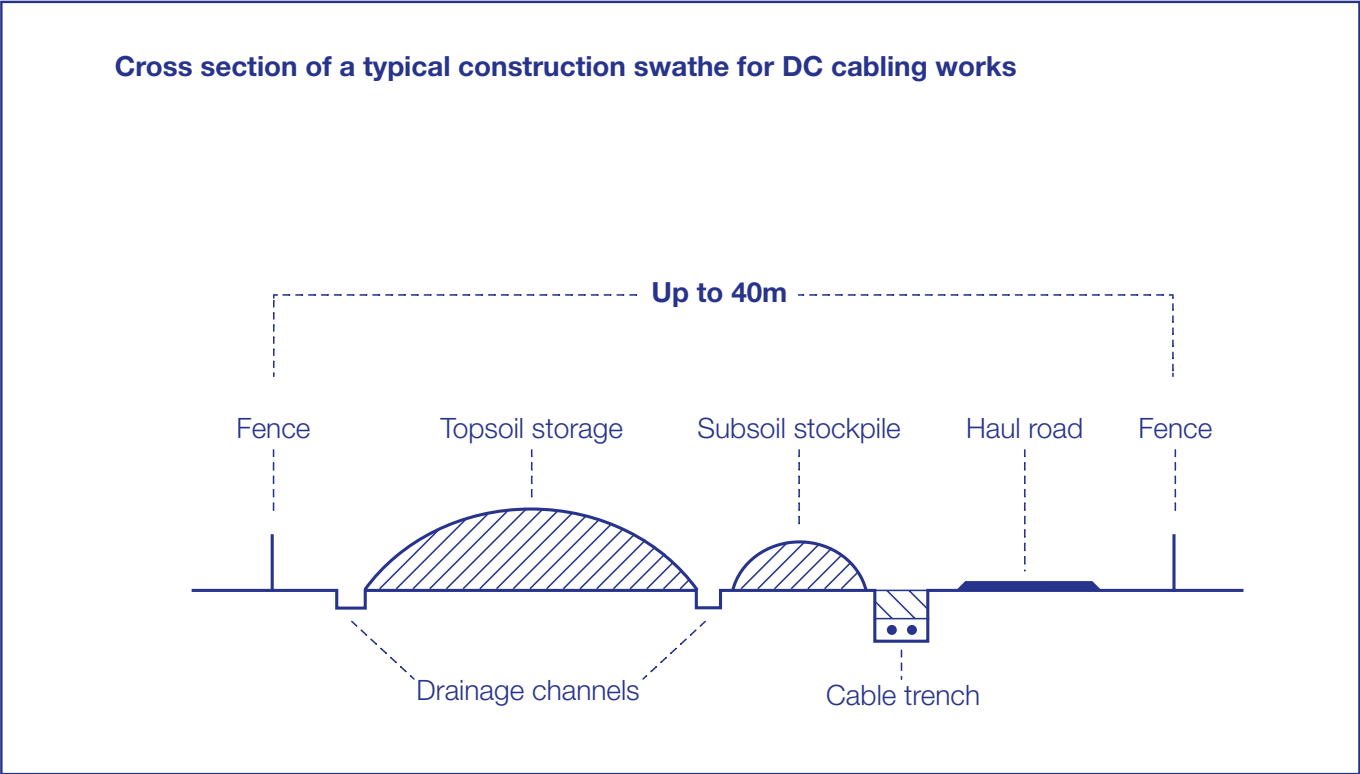 Cross section of a typical construction swathe for DC cabling works
Up to 40m
Fence
Topsoil storage
Subsoil stockpile
Haul road
Fence
Drainage channels
Cable trench